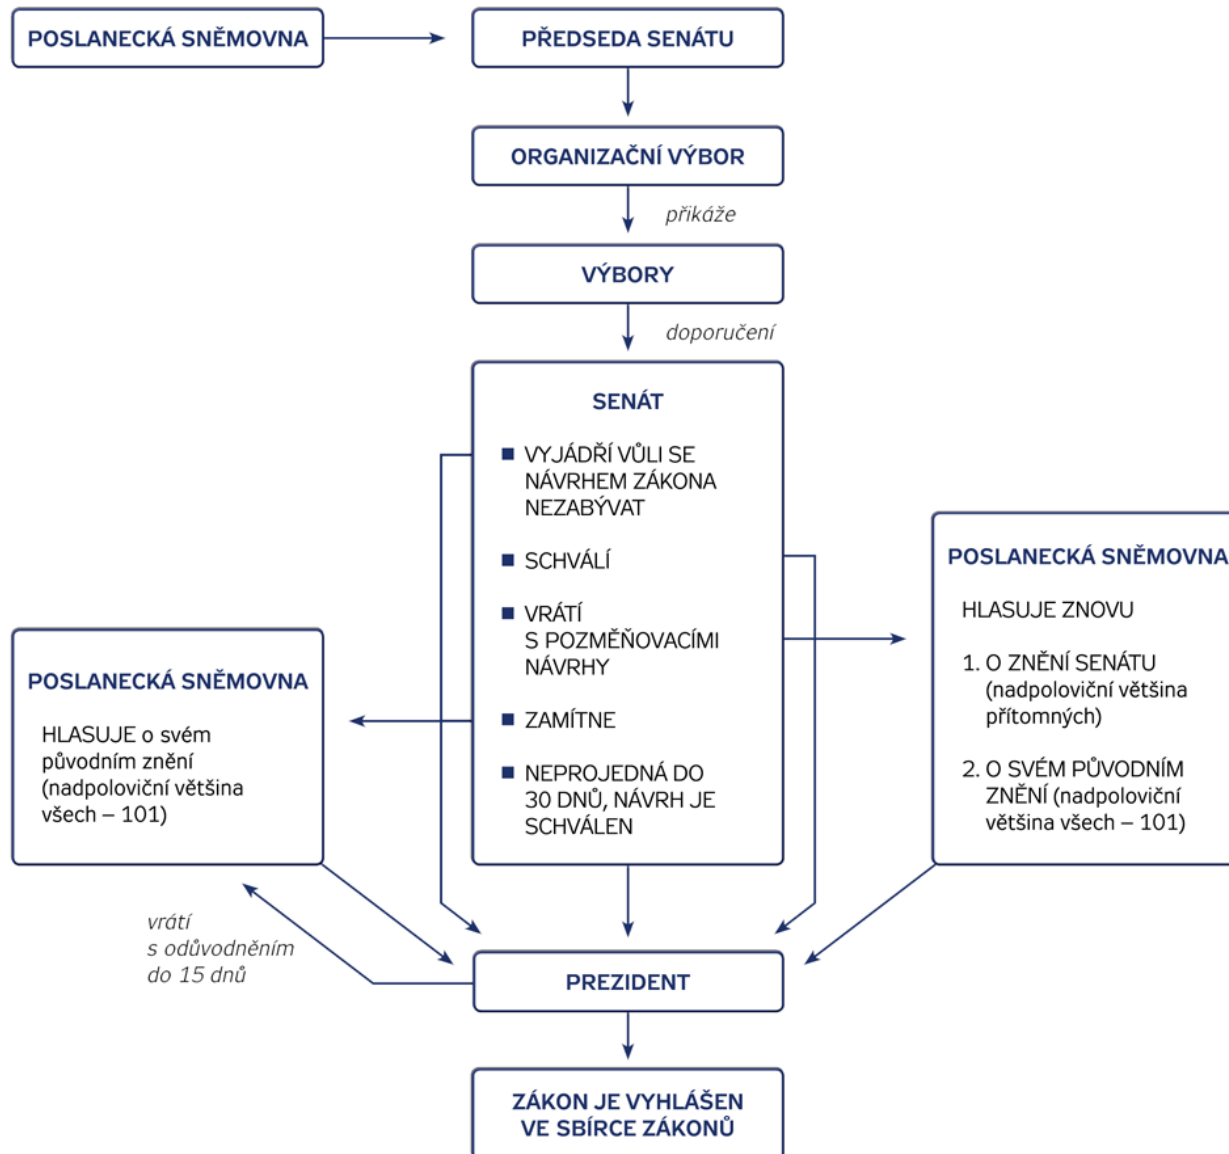 POSLANECKÁ SNĚMOVNA
PŘEDSEDA SENÁTU
ORGANIZAČNÍ VÝBOR
přikáže
VÝBORY
doporučení
SENÁT
■ VYJÁDŘÍ VŮLI SE
NÁVRHEM ZÁKONA
NEZABÝVAT
■ SCHVÁLÍ
■ VRÁTÍ
S POZMĚŇOVACÍMI
NÁVRHY
■ ZAMÍTNE
■ NEPROJEDNÁ DO
30 DNŮ, NÁVRH JE
SCHVÁLEN
POSLANECKÁ SNĚMOVNA
HLASUJE ZNOVU
1. O ZNĚNÍ SENÁTU
(nadpoloviční většina
přítomných)
2. O SVÉM PŮVODNÍM
ZNĚNÍ (nadpoloviční
většina všech – 101)
POSLANECKÁ SNĚMOVNA
HLASUJE o svém
původním znění
(nadpoloviční většina
všech – 101)
vrátí
s odůvodněním
do 15 dnů
PREZIDENT
ZÁKON JE VYHLÁŠEN
VE SBÍRCE ZÁKONŮ